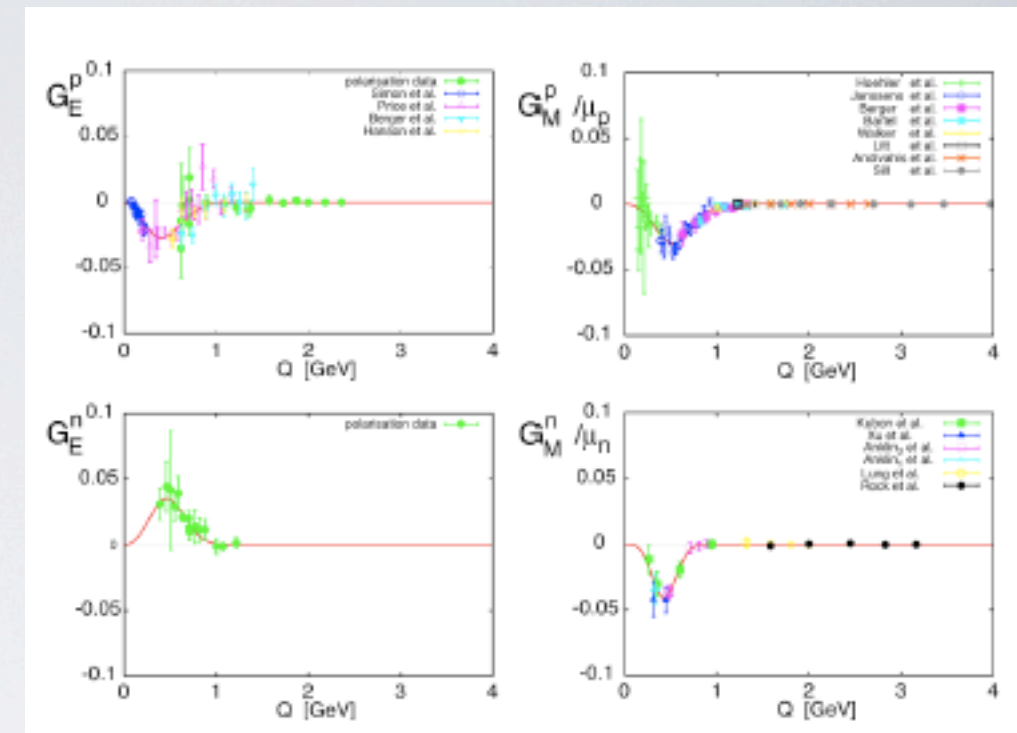 G_E^p
0.1
0.05
0
-0.05
-0.1
0 1 2 3 4
Q [GeV]
polarisation data
Simon et al.
Price et al.
Berger et al.
Hanson et al.
G_M^p /μ_p
0.1
0.05
0
-0.05
-0.1
0 1 2 3 4
Q [GeV]
Hoehler et al.
Janssens et al.
Berger et al.
Bartel et al.
Walker et al.
Litt et al.
Andivahis et al.
Sill et al.
G_E^n
0.1
0.05
0
-0.05
-0.1
0 1 2 3 4
Q [GeV]
polarisation data
G_M^n /μ_n
0.1
0.05
0
-0.05
-0.1
0 1 2 3 4
Q [GeV]
Kubon et al.
Xu et al.
Anklin et al.
Anklin et al.
Lung et al.
Rock et al.